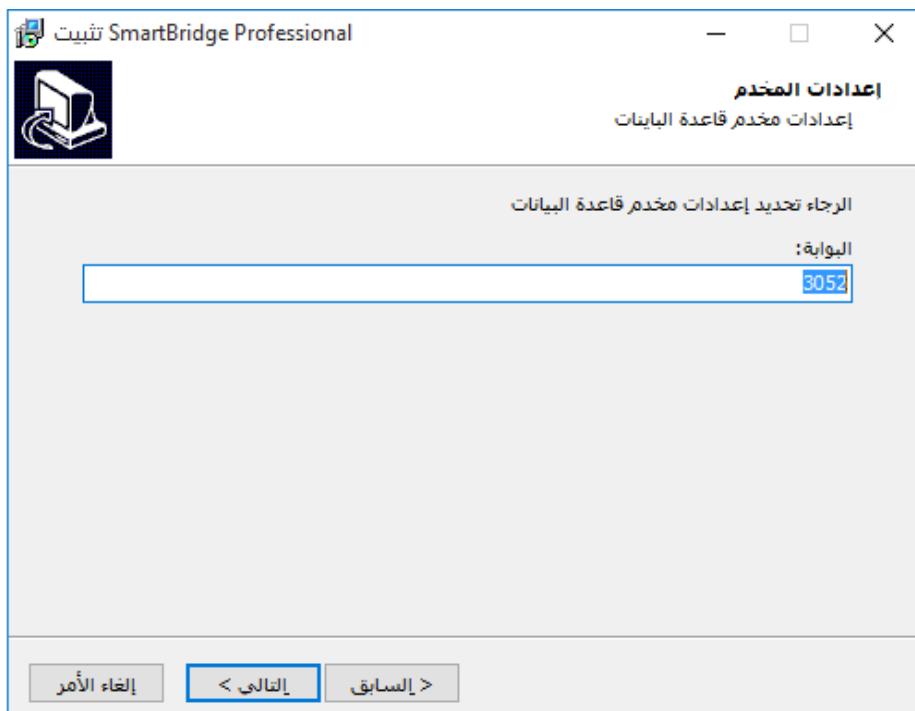 تثبيت SmartBridge Professional
إعدادات المخدم
إعدادات مخدم قاعدة الباينات
الرجاء تحديد إعدادات مخدم قاعدة البيانات
البوابة:
3052
< السابق
التالي >
إلغاء الأمر